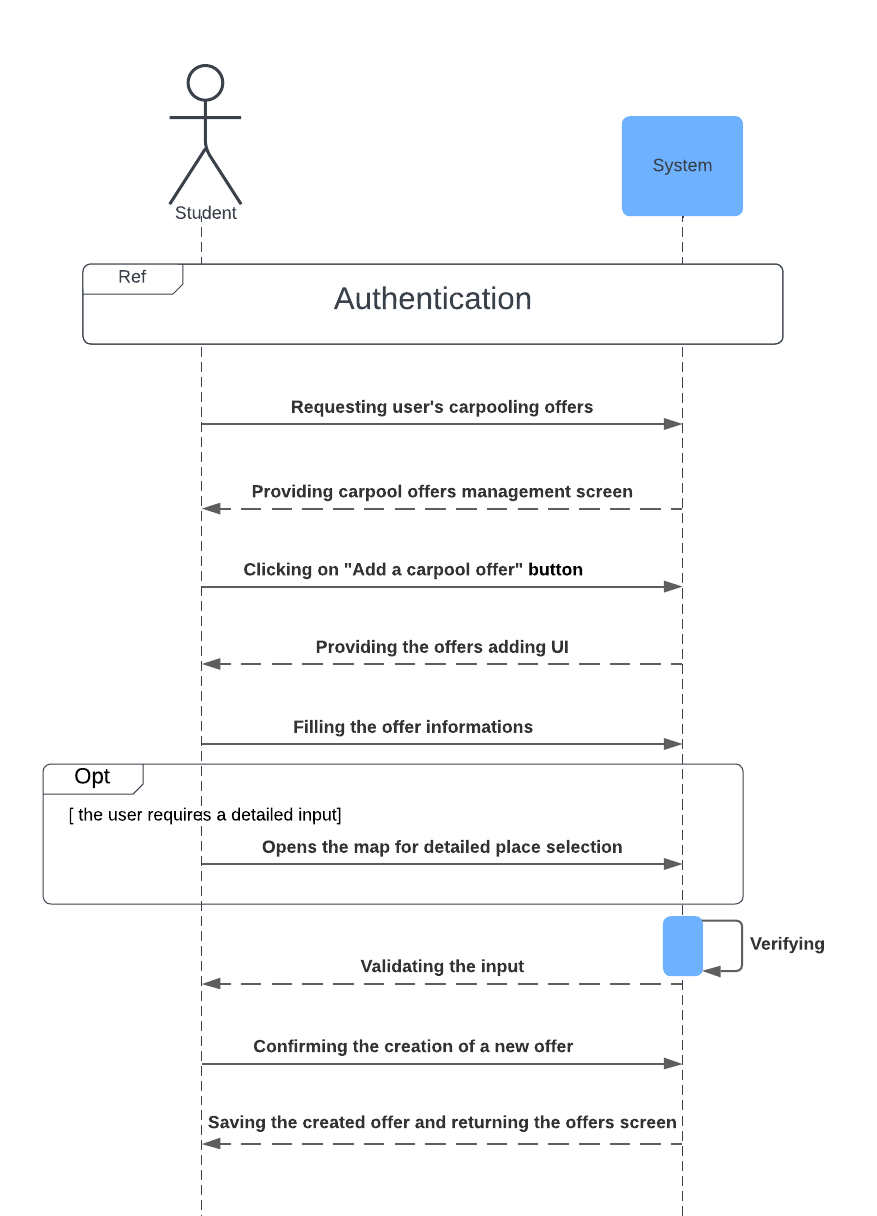 Student
System
Ref
Authentication
Requesting user's carpooling offers
Providing carpool offers management screen
Clicking on "Add a carpool offer" button
Providing the offers adding UI
Filling the offer informations
Opt
[ the user requires a detailed input]
Opens the map for detailed place selection
Verifying
Validating the input
Confirming the creation of a new offer
Saving the created offer and returning the offers screen